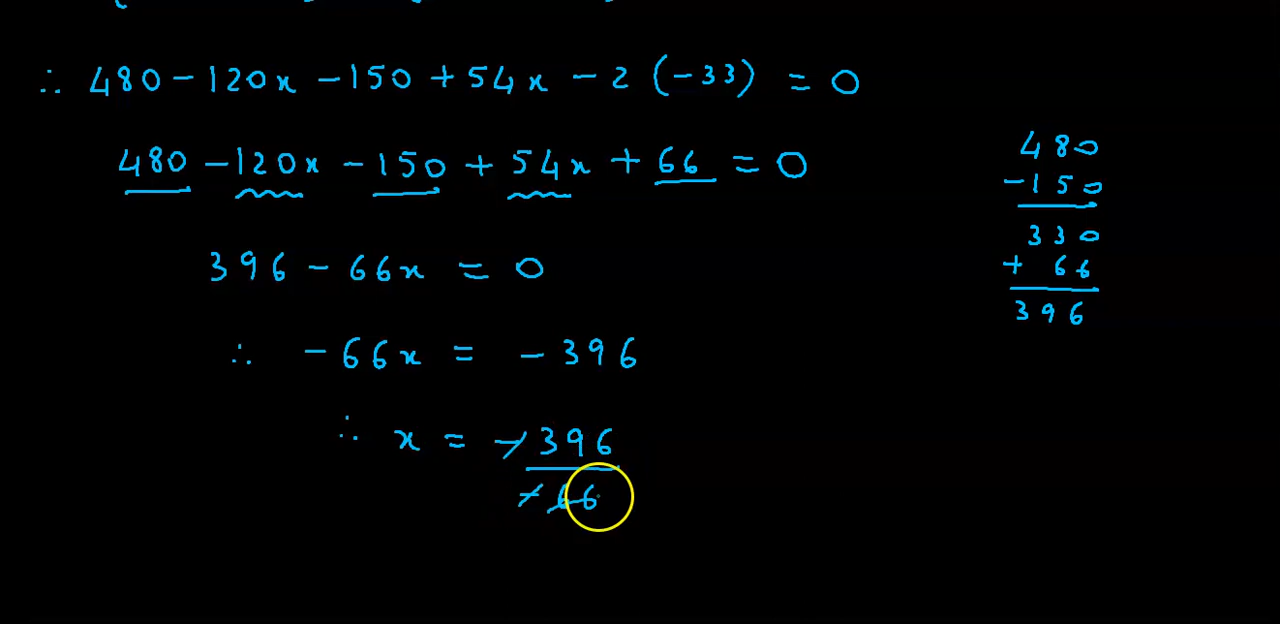 ∴ 480 − 120x − 150 + 54x − 2 (−33) = 0
480 − 120x − 150 + 54x + 66 = 0
396 − 66x = 0
∴ −66x = −396
∴ x = −396
−66
480
−150
330
+ 66
396